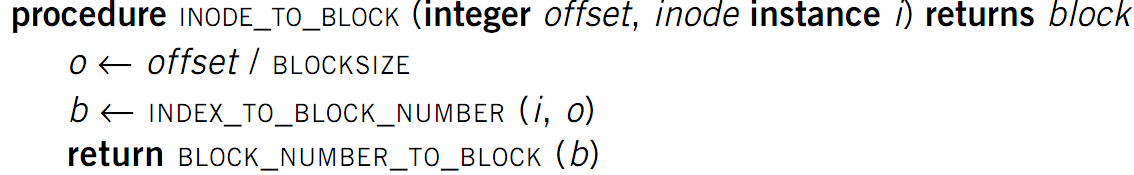 procedure INODE_TO_BLOCK (integer offset, inode instance i) returns block
o ← offset / BLOCKSIZE
b ← INDEX_TO_BLOCK_NUMBER (i, o)
return BLOCK_NUMBER_TO_BLOCK (b)